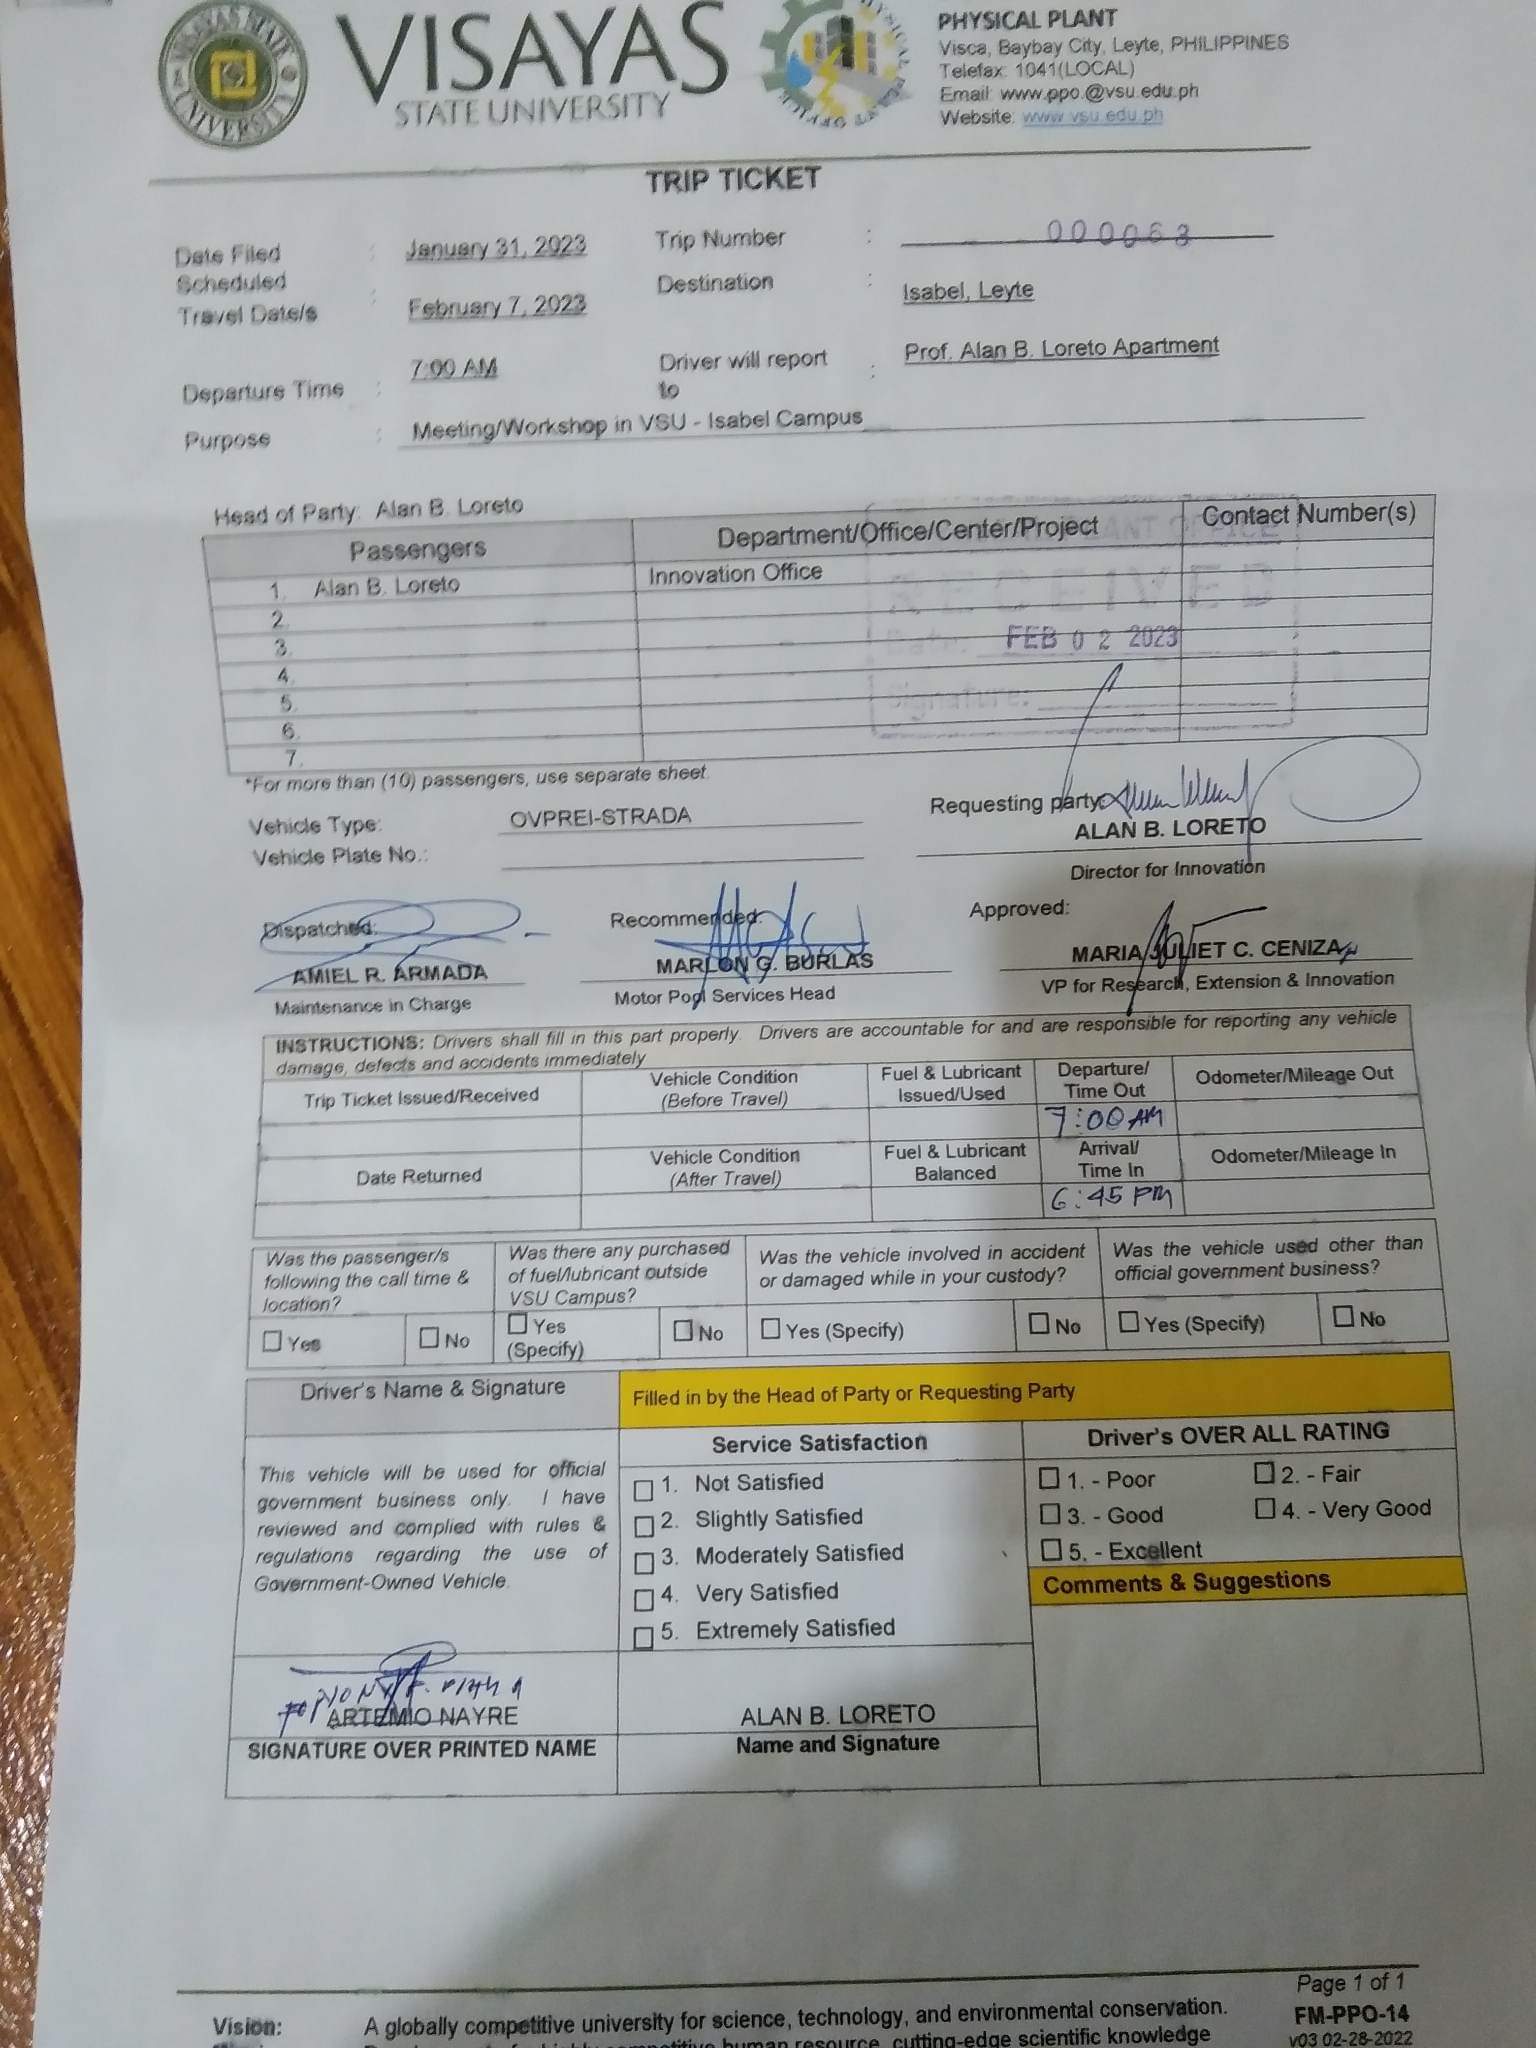 VISAYAS STATE UNIVERSITY
VISAYAS
STATE UNIVERSITY
PHYSICAL PLANT OFFICE
PHYSICAL PLANT
Visca, Baybay City, Leyte, PHILIPPINES
Telefax: 1041(LOCAL)
Email: www.ppo.@vsu.edu.ph
Website: www.vsu.edu.ph
TRIP TICKET
Date Filed : January 31, 2023 Trip Number : 000063
Scheduled Travel Date/s : February 7, 2023 Destination : Isabel, Leyte
Departure Time : 7:00 AM Driver will report to : Prof. Alan B. Loreto Apartment
Purpose : Meeting/Workshop in VSU - Isabel Campus
Head of Party: Alan B. Loreto
Passengers Department/Office/Center/Project Contact Number(s)
1. Alan B. Loreto Innovation Office
2.
3.
4.
5.
6.
7.
PLANT OFFICE
RECEIVED
Date: FEB 02 2023
Signature:
*For more than (10) passengers, use separate sheet.
Vehicle Type: OVPREI-STRADA
Vehicle Plate No.:
Requesting party:
ALAN B. LORETO
Director for Innovation
Dispatched: Recommended: Approved:
AMIEL R. ARMADA MARLON G. BURLAS MARIA JULIET C. CENIZA
Maintenance in Charge Motor Pool Services Head VP for Research, Extension & Innovation
INSTRUCTIONS: Drivers shall fill in this part properly. Drivers are accountable for and are responsible for reporting any vehicle
damage, defects and accidents immediately
Trip Ticket Issued/Received Vehicle Condition (Before Travel) Fuel & Lubricant Issued/Used Departure/ Time Out Odometer/Mileage Out
7:00 AM
Date Returned Vehicle Condition (After Travel) Fuel & Lubricant Balanced Arrival/ Time In Odometer/Mileage In
6:45 PM
Was the passenger/s following the call time & location? Was there any purchased of fuel/lubricant outside VSU Campus? Was the vehicle involved in accident or damaged while in your custody? Was the vehicle used other than official government business?
☐ Yes ☐ No ☐ Yes (Specify) ☐ No ☐ Yes (Specify) ☐ No ☐ Yes (Specify) ☐ No
Driver's Name & Signature Filled in by the Head of Party or Requesting Party
Service Satisfaction Driver's OVER ALL RATING
This vehicle will be used for official
government business only. I have
reviewed and complied with rules &
regulations regarding the use of
Government-Owned Vehicle.
☐ 1. Not Satisfied
☐ 2. Slightly Satisfied
☐ 3. Moderately Satisfied
☐ 4. Very Satisfied
☐ 5. Extremely Satisfied
☐ 1. - Poor ☐ 2. - Fair
☐ 3. - Good ☐ 4. - Very Good
☐ 5. - Excellent
Comments & Suggestions
ARTEMIO NAYRE ALAN B. LORETO
SIGNATURE OVER PRINTED NAME Name and Signature
Page 1 of 1
Vision: A globally competitive university for science, technology, and environmental conservation.
FM-PPO-14
human resource, cutting-edge scientific knowledge
v03 02-28-2022